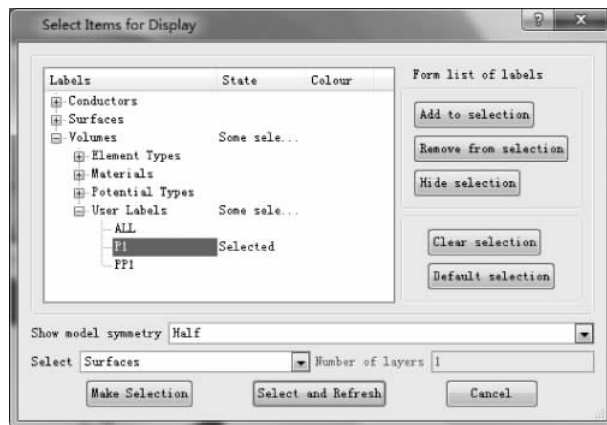 Select Items for Display
Labels State Colour
Conductors
Surfaces
Volumes Some sele...
Element Types
Materials
Potential Types
User Labels Some sele...
ALL
P1 Selected
PP1
Form list of labels
Add to selection
Remove from selection
Hide selection
Clear selection
Default selection
Show model symmetry Half
Select Surfaces Number of layers 1
Make Selection Select and Refresh Cancel